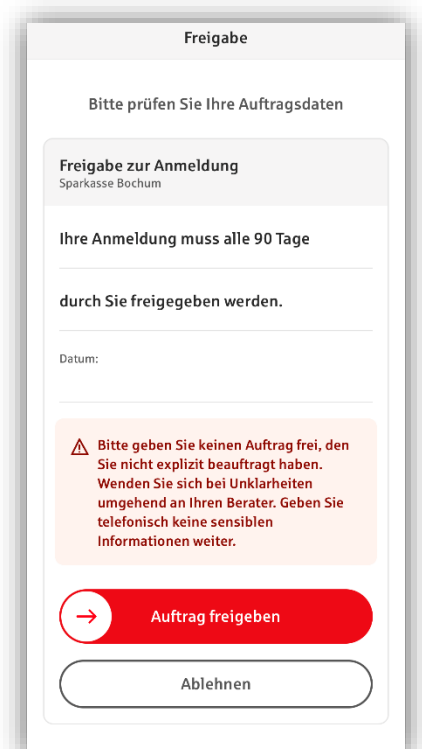 Freigabe
Bitte prüfen Sie Ihre Auftragsdaten
Freigabe zur Anmeldung
Sparkasse Bochum
Ihre Anmeldung muss alle 90 Tage
durch Sie freigegeben werden.
Datum:
Bitte geben Sie keinen Auftrag frei, den
Sie nicht explizit beauftragt haben.
Wenden Sie sich bei Unklarheiten
umgehend an Ihren Berater. Geben Sie
telefonisch keine sensiblen
Informationen weiter.
Auftrag freigeben
Ablehnen